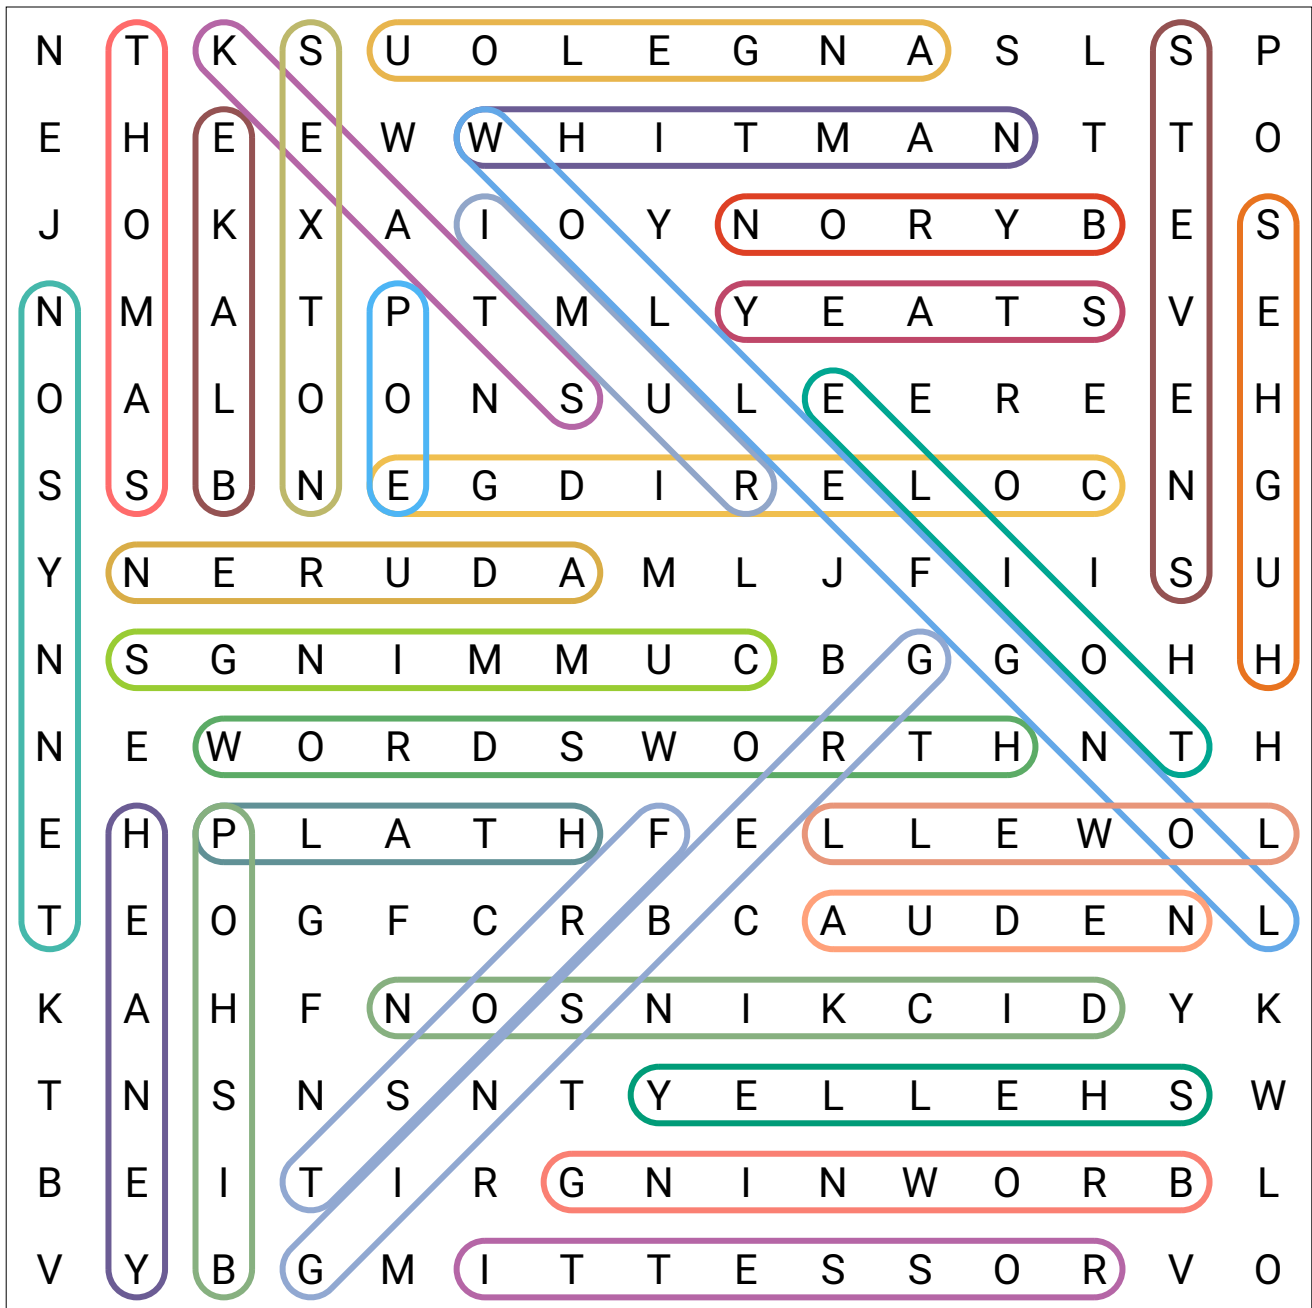 N T K S U O L E G N A S L S P
E H E E W W H I T M A N T T O
J O K X A I O Y N O R Y B E S
N M A T P T M L Y E A T S V E
O A L O O N S U L E E R E E H
S S B N E G D I R E L O C N G
Y N E R U D A M L J F I I S U
N S G N I M M U C B G G O H H
N E W O R D S W O R T H N T H
E H P L A T H F E L L E W O L
T E O G F C R B C A U D E N L
K A H F N O S N I K C I D Y K
T N S N S N T Y E L L E H S W
B E I T I R G N I N W O R B L
V Y B G M I T T E S S O R V O